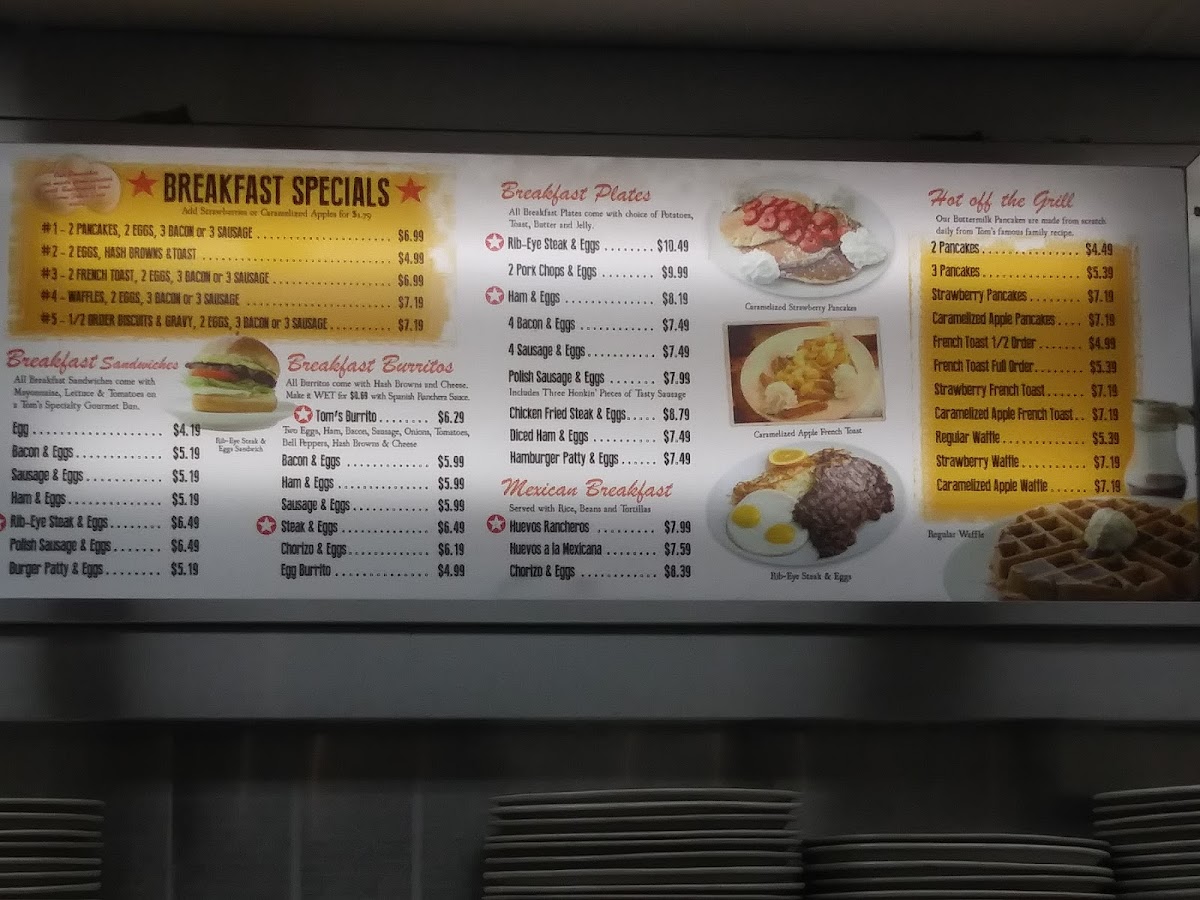 BREAKFAST SPECIALS
Add Strawberries or Caramelized Apples for $1.79
#1 - 2 PANCAKES, 2 EGGS, 3 BACON or 3 SAUSAGE $6.99
#2 - 2 EGGS, HASH BROWNS & TOAST $4.99
#3 - 2 FRENCH TOAST, 2 EGGS, 3 BACON or 3 SAUSAGE $6.99
#4 - WAFFLES, 2 EGGS, 3 BACON or 3 SAUSAGE $7.19
#5 - 1/2 ORDER BISCUITS & GRAVY, 2 EGGS, 3 BACON or 3 SAUSAGE $7.19
Breakfast Sandwiches
All Breakfast Sandwiches come with
Mayonnaise, Lettuce & Tomatoes on
a Tom's Specialty Gourmet Bun.
Egg $4.19
Bacon & Eggs $5.19
Sausage & Eggs $5.19
Ham & Eggs $5.19
Rib-Eye Steak & Eggs $6.49
Polish Sausage & Eggs $6.49
Burger Patty & Eggs $5.19
Rib-Eye Steak &
Eggs Sandwich
Breakfast Burritos
All Burritos come with Hash Browns and Cheese.
Make it WET for $0.69 with Spanish Ranchera Sauce.
Tom's Burrito $6.29
Two Eggs, Ham, Bacon, Sausage, Onions, Tomatoes,
Bell Peppers, Hash Browns & Cheese
Bacon & Eggs $5.99
Ham & Eggs $5.99
Sausage & Eggs $5.99
Steak & Eggs $6.49
Chorizo & Eggs $6.19
Egg Burrito $4.99
Breakfast Plates
All Breakfast Plates come with choice of Potatoes,
Toast, Butter and Jelly.
Rib-Eye Steak & Eggs $10.49
2 Pork Chops & Eggs $9.99
Ham & Eggs $8.19
4 Bacon & Eggs $7.49
4 Sausage & Eggs $7.49
Polish Sausage & Eggs $7.99
Includes Three Honkin' Pieces of Tasty Sausage
Chicken Fried Steak & Eggs $8.79
Diced Ham & Eggs $7.49
Hamburger Patty & Eggs $7.49
Mexican Breakfast
Served with Rice, Beans and Tortillas
Huevos Rancheros $7.99
Huevos a la Mexicana $7.59
Chorizo & Eggs $8.39
Caramelized Strawberry Pancakes
Caramelized Apple French Toast
Rib-Eye Steak & Eggs
Hot off the Grill
Our Buttermilk Pancakes are made from scratch
daily from Tom's famous family recipe.
2 Pancakes $4.49
3 Pancakes $5.39
Strawberry Pancakes $7.19
Caramelized Apple Pancakes $7.19
French Toast 1/2 Order $4.99
French Toast Full Order $5.39
Strawberry French Toast $7.19
Caramelized Apple French Toast $7.19
Regular Waffle $5.39
Strawberry Waffle $7.19
Caramelized Apple Waffle $7.19
Regular Waffle